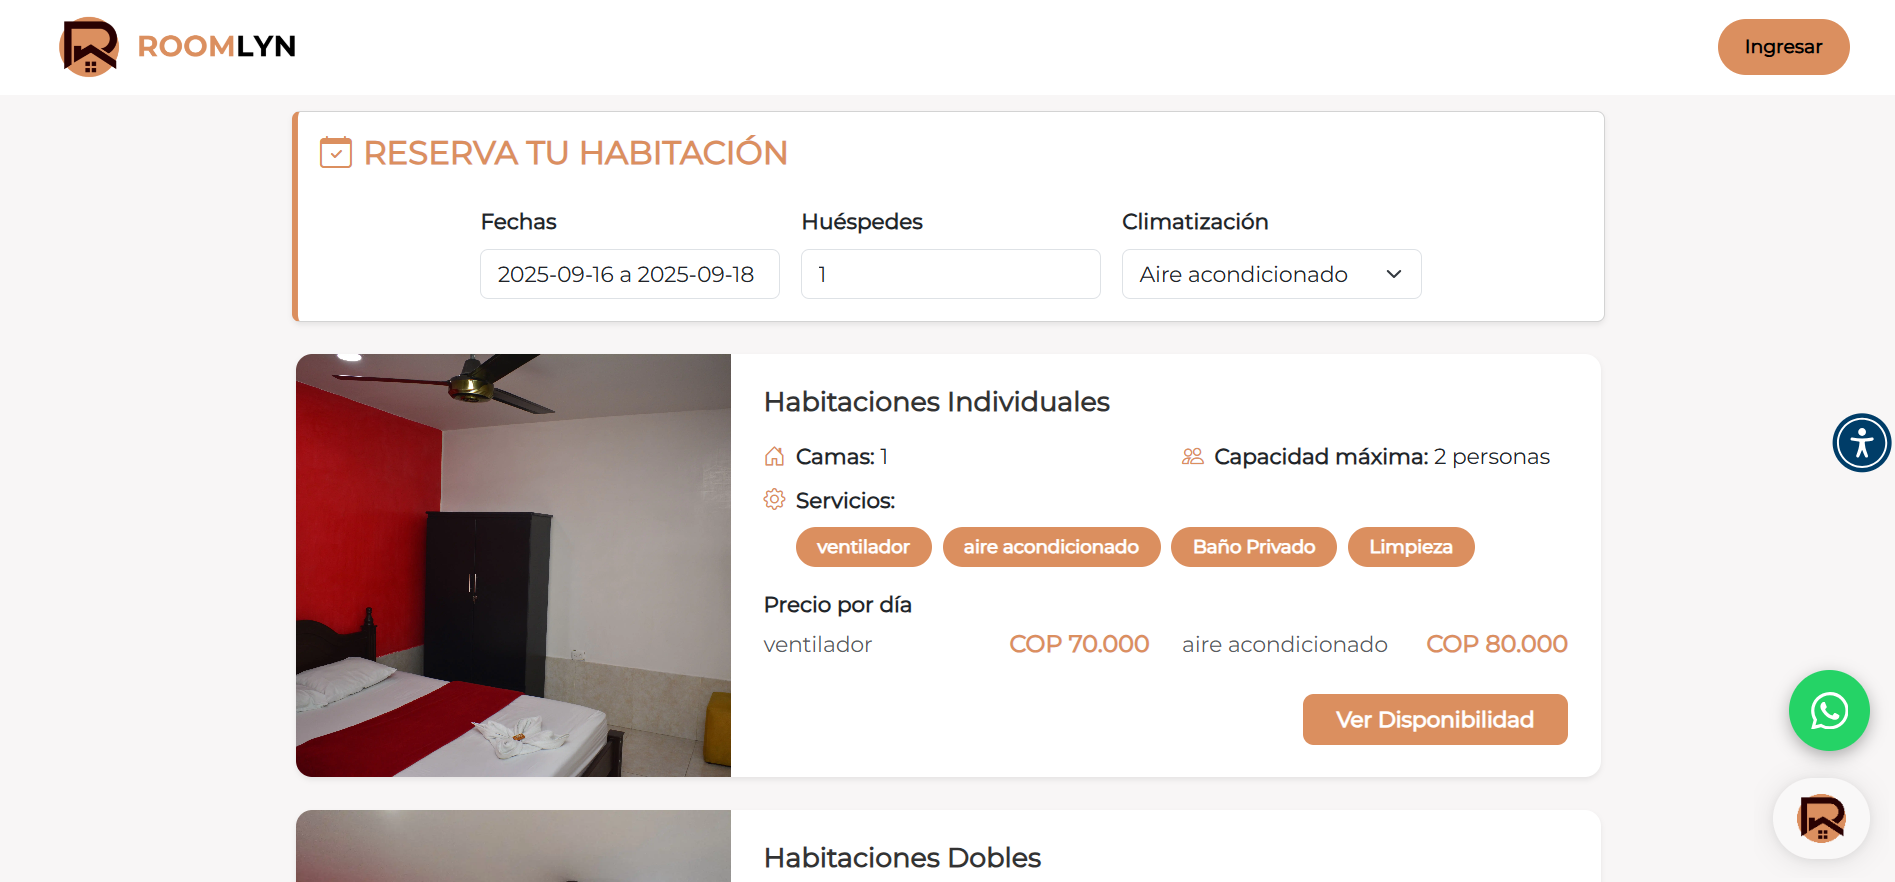 ROOMLYN
Ingresar
RESERVA TU HABITACIÓN
Fechas Huéspedes Climatización
2025-09-16 a 2025-09-18 1 Aire acondicionado
Habitaciones Individuales
Camas: 1 Capacidad máxima: 2 personas
Servicios:
ventilador aire acondicionado Baño Privado Limpieza
Precio por día
ventilador COP 70.000 aire acondicionado COP 80.000
Ver Disponibilidad
Habitaciones Dobles